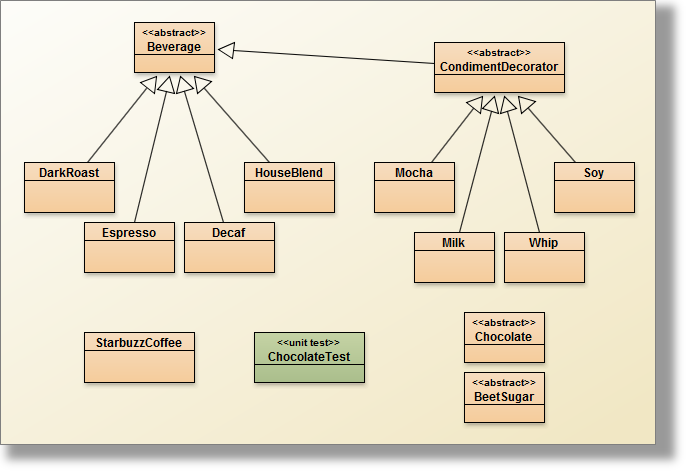 <<abstract>>
Beverage
<<abstract>>
CondimentDecorator
DarkRoast
HouseBlend
Mocha
Soy
Espresso
Decaf
Milk
Whip
<<abstract>>
Chocolate
StarbuzzCoffee
<<unit test>>
ChocolateTest
<<abstract>>
BeetSugar